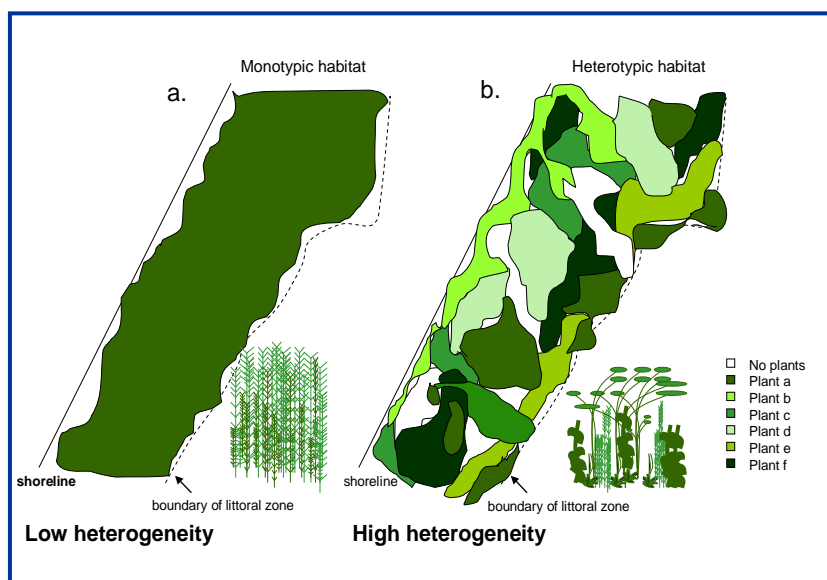 Monotypic habitat
a.
shoreline
boundary of littoral zone
Low heterogeneity
Heterotypic habitat
b.
No plants
Plant a
Plant b
Plant c
Plant d
Plant e
Plant f
shoreline
boundary of littoral zone
High heterogeneity